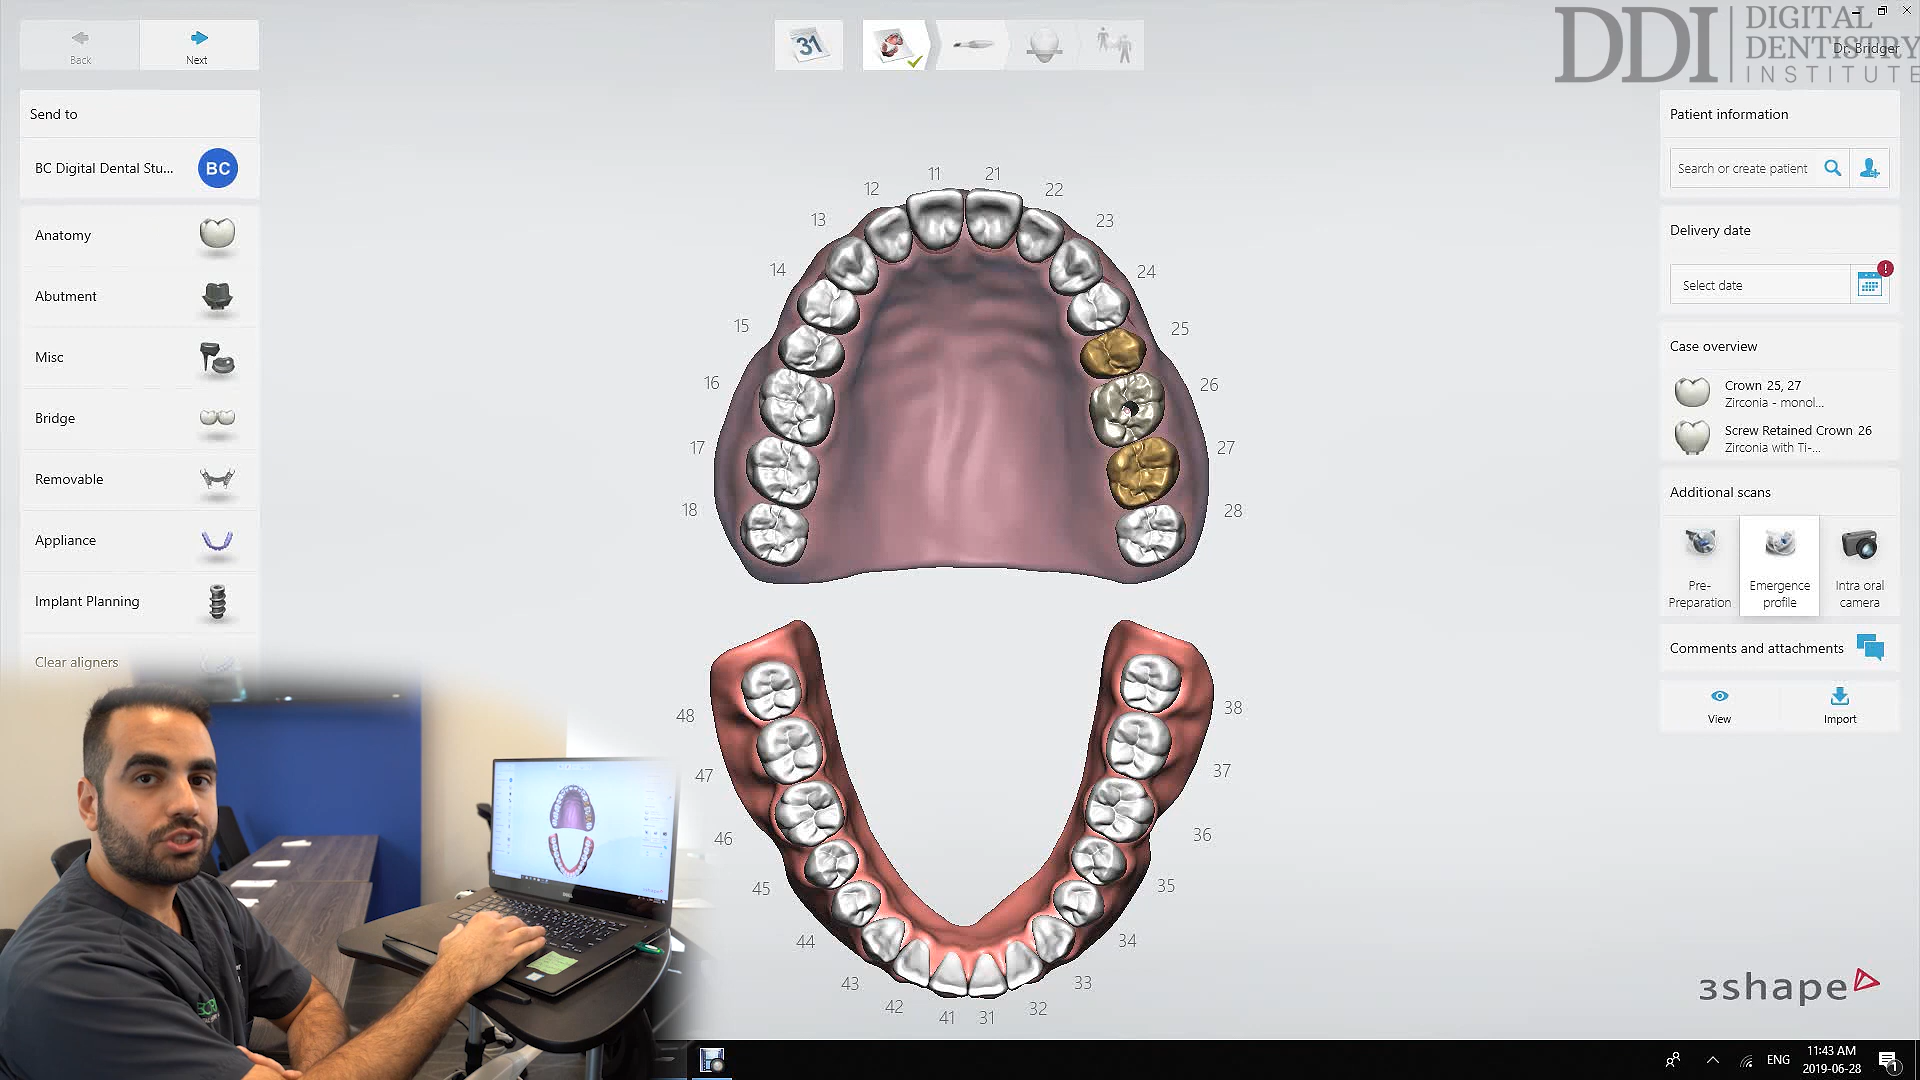 Back
Next
31
DDI
DIGITAL
DENTISTRY
INSTITUTE
Dr. Bridger
Send to
BC Digital Dental Stu...
BC
Anatomy
Abutment
Misc
Bridge
Removable
Appliance
Implant Planning
Clear aligners
11
21
12
22
13
23
14
24
15
25
16
26
17
27
18
28
48
38
47
37
46
36
45
35
44
34
43
33
42
32
41
31
Patient information
Search or create patient
Delivery date
Select date
!
Case overview
Crown 25, 27
Zirconia - monol...
Screw Retained Crown 26
Zirconia with Ti-...
Additional scans
Pre-
Preparation
Emergence
profile
Intra oral
camera
Comments and attachments
View
Import
3shape
3shape
DELL
ENG
11:43 AM
2019-06-28
1